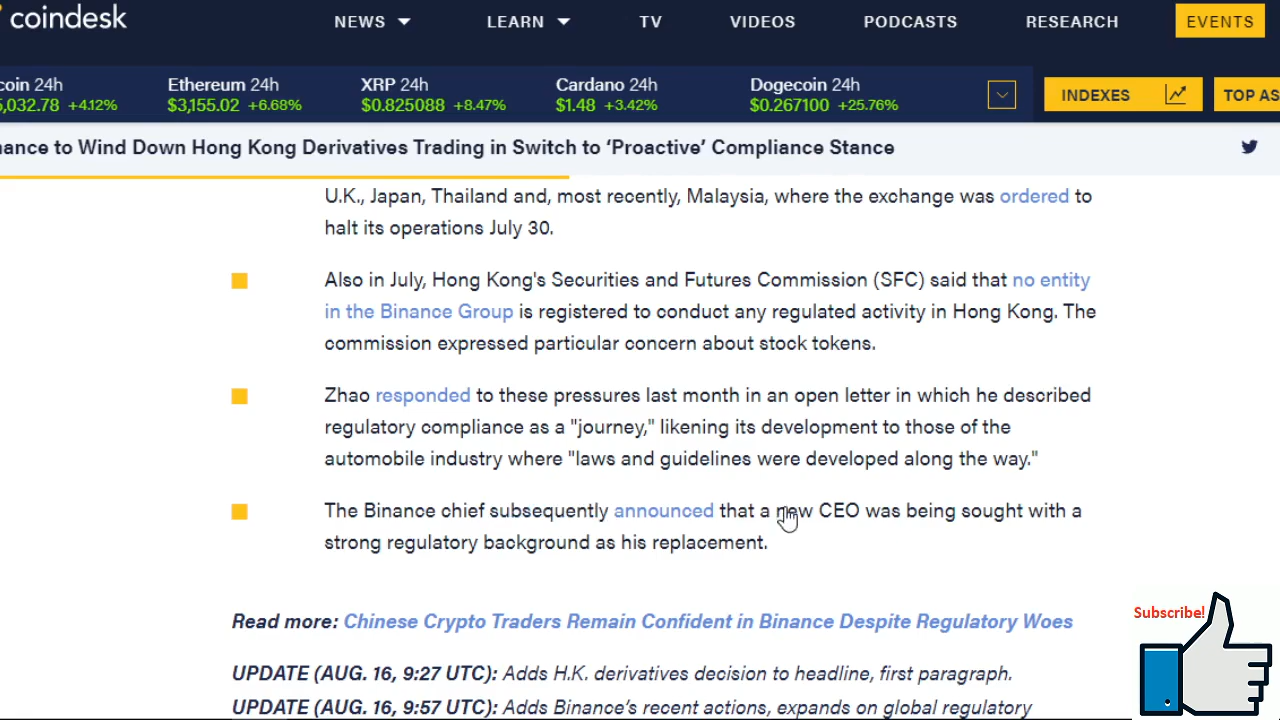 coindesk
NEWS LEARN TV VIDEOS PODCASTS RESEARCH EVENTS
coin 24h Ethereum 24h XRP 24h Cardano 24h Dogecoin 24h
,032.78 +4.12% $3,155.02 +6.68% $0.825088 +8.47% $1.48 +3.42% $0.267100 +25.76%
INDEXES TOP AS
ance to Wind Down Hong Kong Derivatives Trading in Switch to ‘Proactive’ Compliance Stance
U.K., Japan, Thailand and, most recently, Malaysia, where the exchange was ordered to
halt its operations July 30.
Also in July, Hong Kong's Securities and Futures Commission (SFC) said that no entity
in the Binance Group is registered to conduct any regulated activity in Hong Kong. The
commission expressed particular concern about stock tokens.
Zhao responded to these pressures last month in an open letter in which he described
regulatory compliance as a "journey," likening its development to those of the
automobile industry where "laws and guidelines were developed along the way."
The Binance chief subsequently announced that a new CEO was being sought with a
strong regulatory background as his replacement.
Read more: Chinese Crypto Traders Remain Confident in Binance Despite Regulatory Woes
Subscribe!
UPDATE (AUG. 16, 9:27 UTC): Adds H.K. derivatives decision to headline, first paragraph.
UPDATE (AUG. 16, 9:57 UTC): Adds Binance’s recent actions, expands on global regulatory